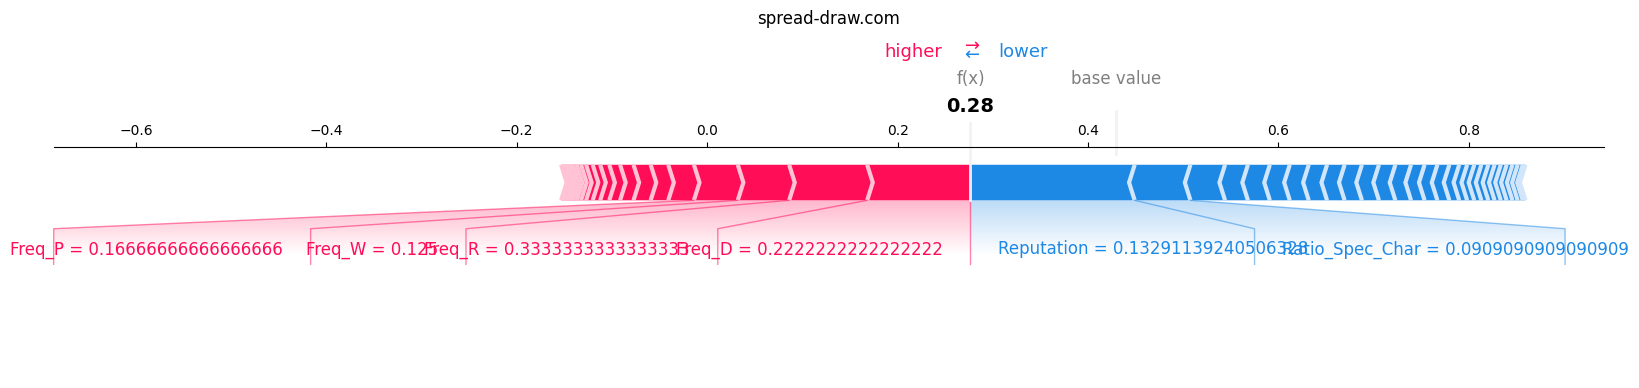 spread-draw.com
higher → ← lower
f(x) base value
0.28
−0.6 −0.4 −0.2 0.0 0.2 0.4 0.6 0.8
Freq_P = 0.16666666666666666 Freq_W = 0.125 Freq_R = 0.3333333333333333 Freq_D = 0.2222222222222222 Reputation = 0.13291139240506328 Ratio_Spec_Char = 0.0909090909090909